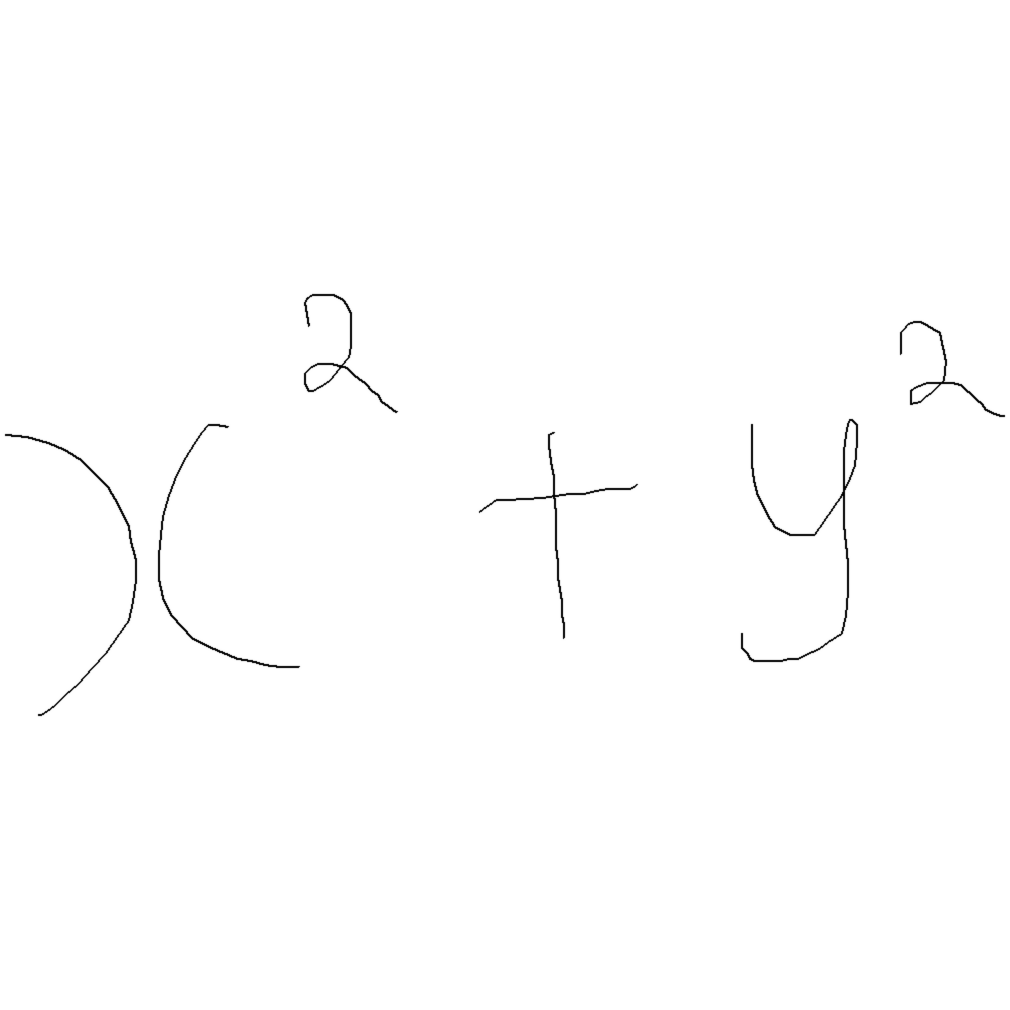 x² + y²